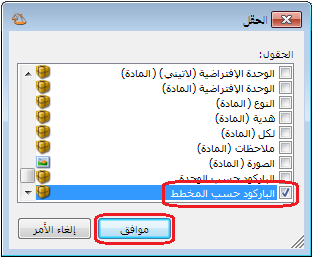 الحقل
الحقول:
الوحدة الإفتراضية (لاتيني) (المادة)
الوحدة الإفتراضية (المادة)
النوع (المادة)
هدية (المادة)
لكل (المادة)
ملاحظات (المادة)
الصورة (المادة)
الباركود حسب الوحدة
الباركود حسب المخطط
موافق
إلغاء الأمر